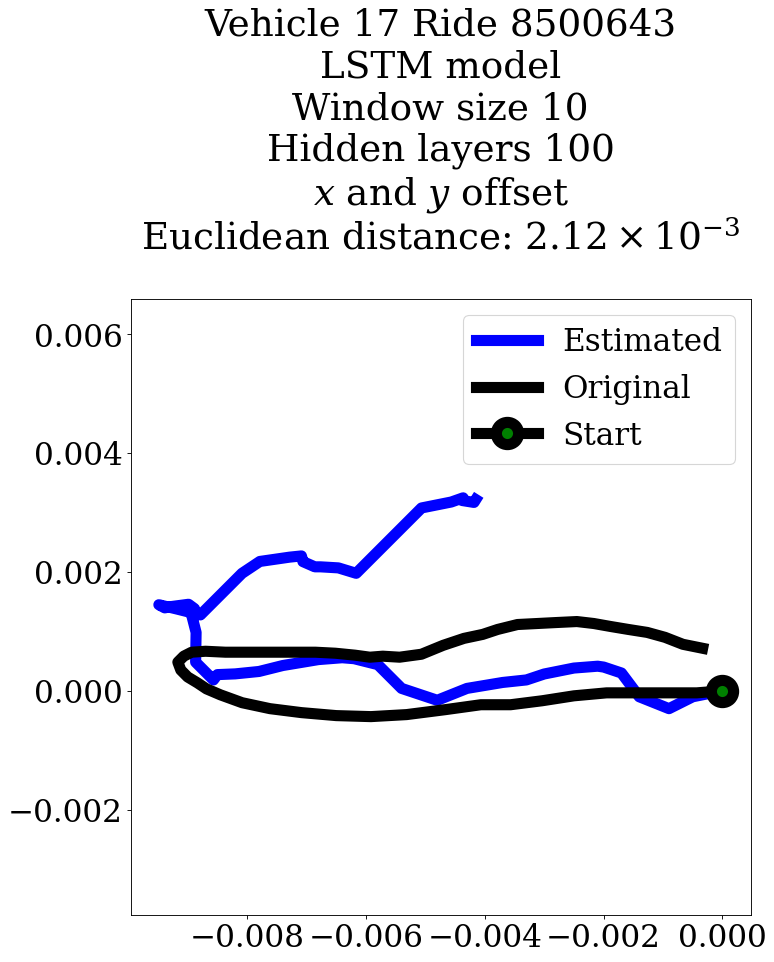 Vehicle 17 Ride 8500643
LSTM model
Window size 10
Hidden layers 100
x and y offset
Euclidean distance: 2.12 × 10⁻³
Estimated
Original
Start
0.006
0.004
0.002
0.000
−0.002
−0.008 −0.006 −0.004 −0.002 0.000